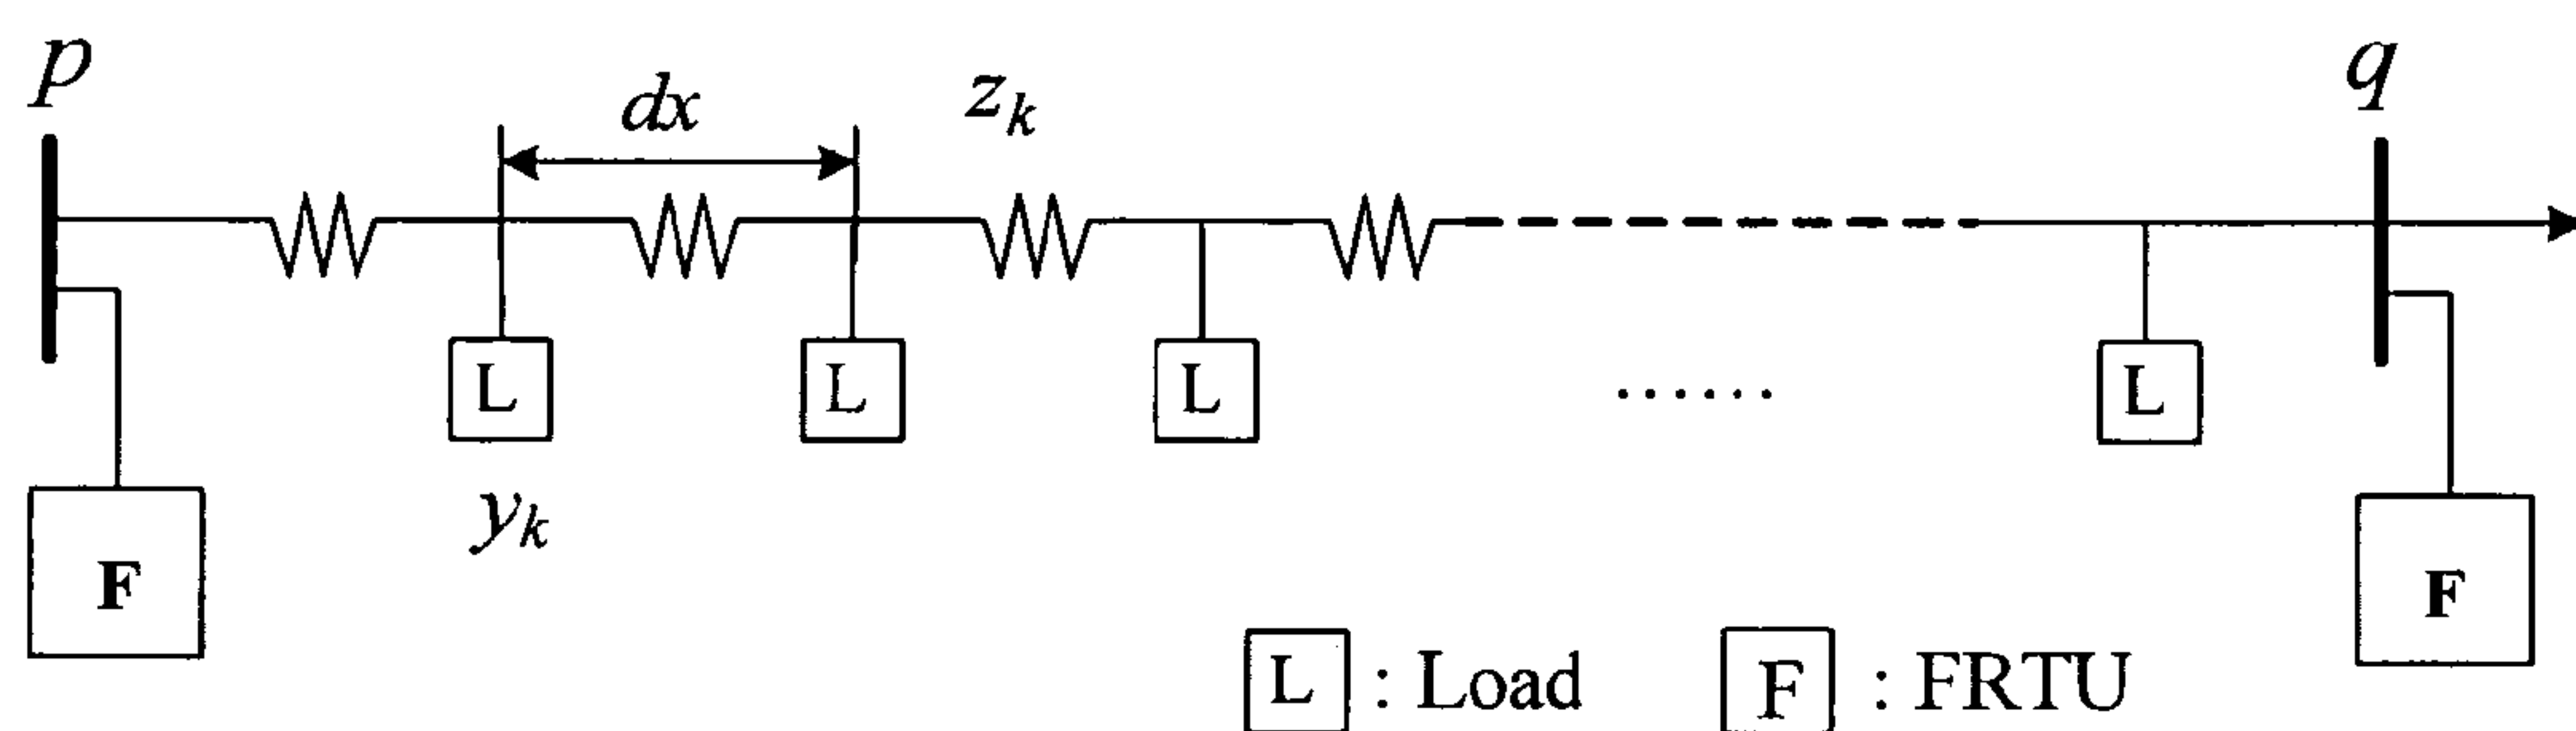 p
q
dx
z_k
L
L
L
L
......
y_k
F
F
L : Load
F : FRTU